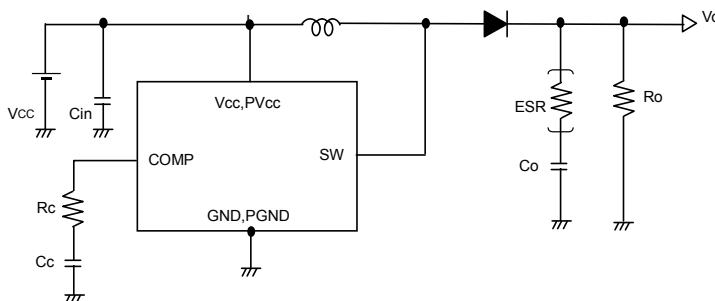 Vo
VCC
Cin
Vcc,PVcc
ESR
Ro
COMP
SW
Co
Rc
GND,PGND
Cc